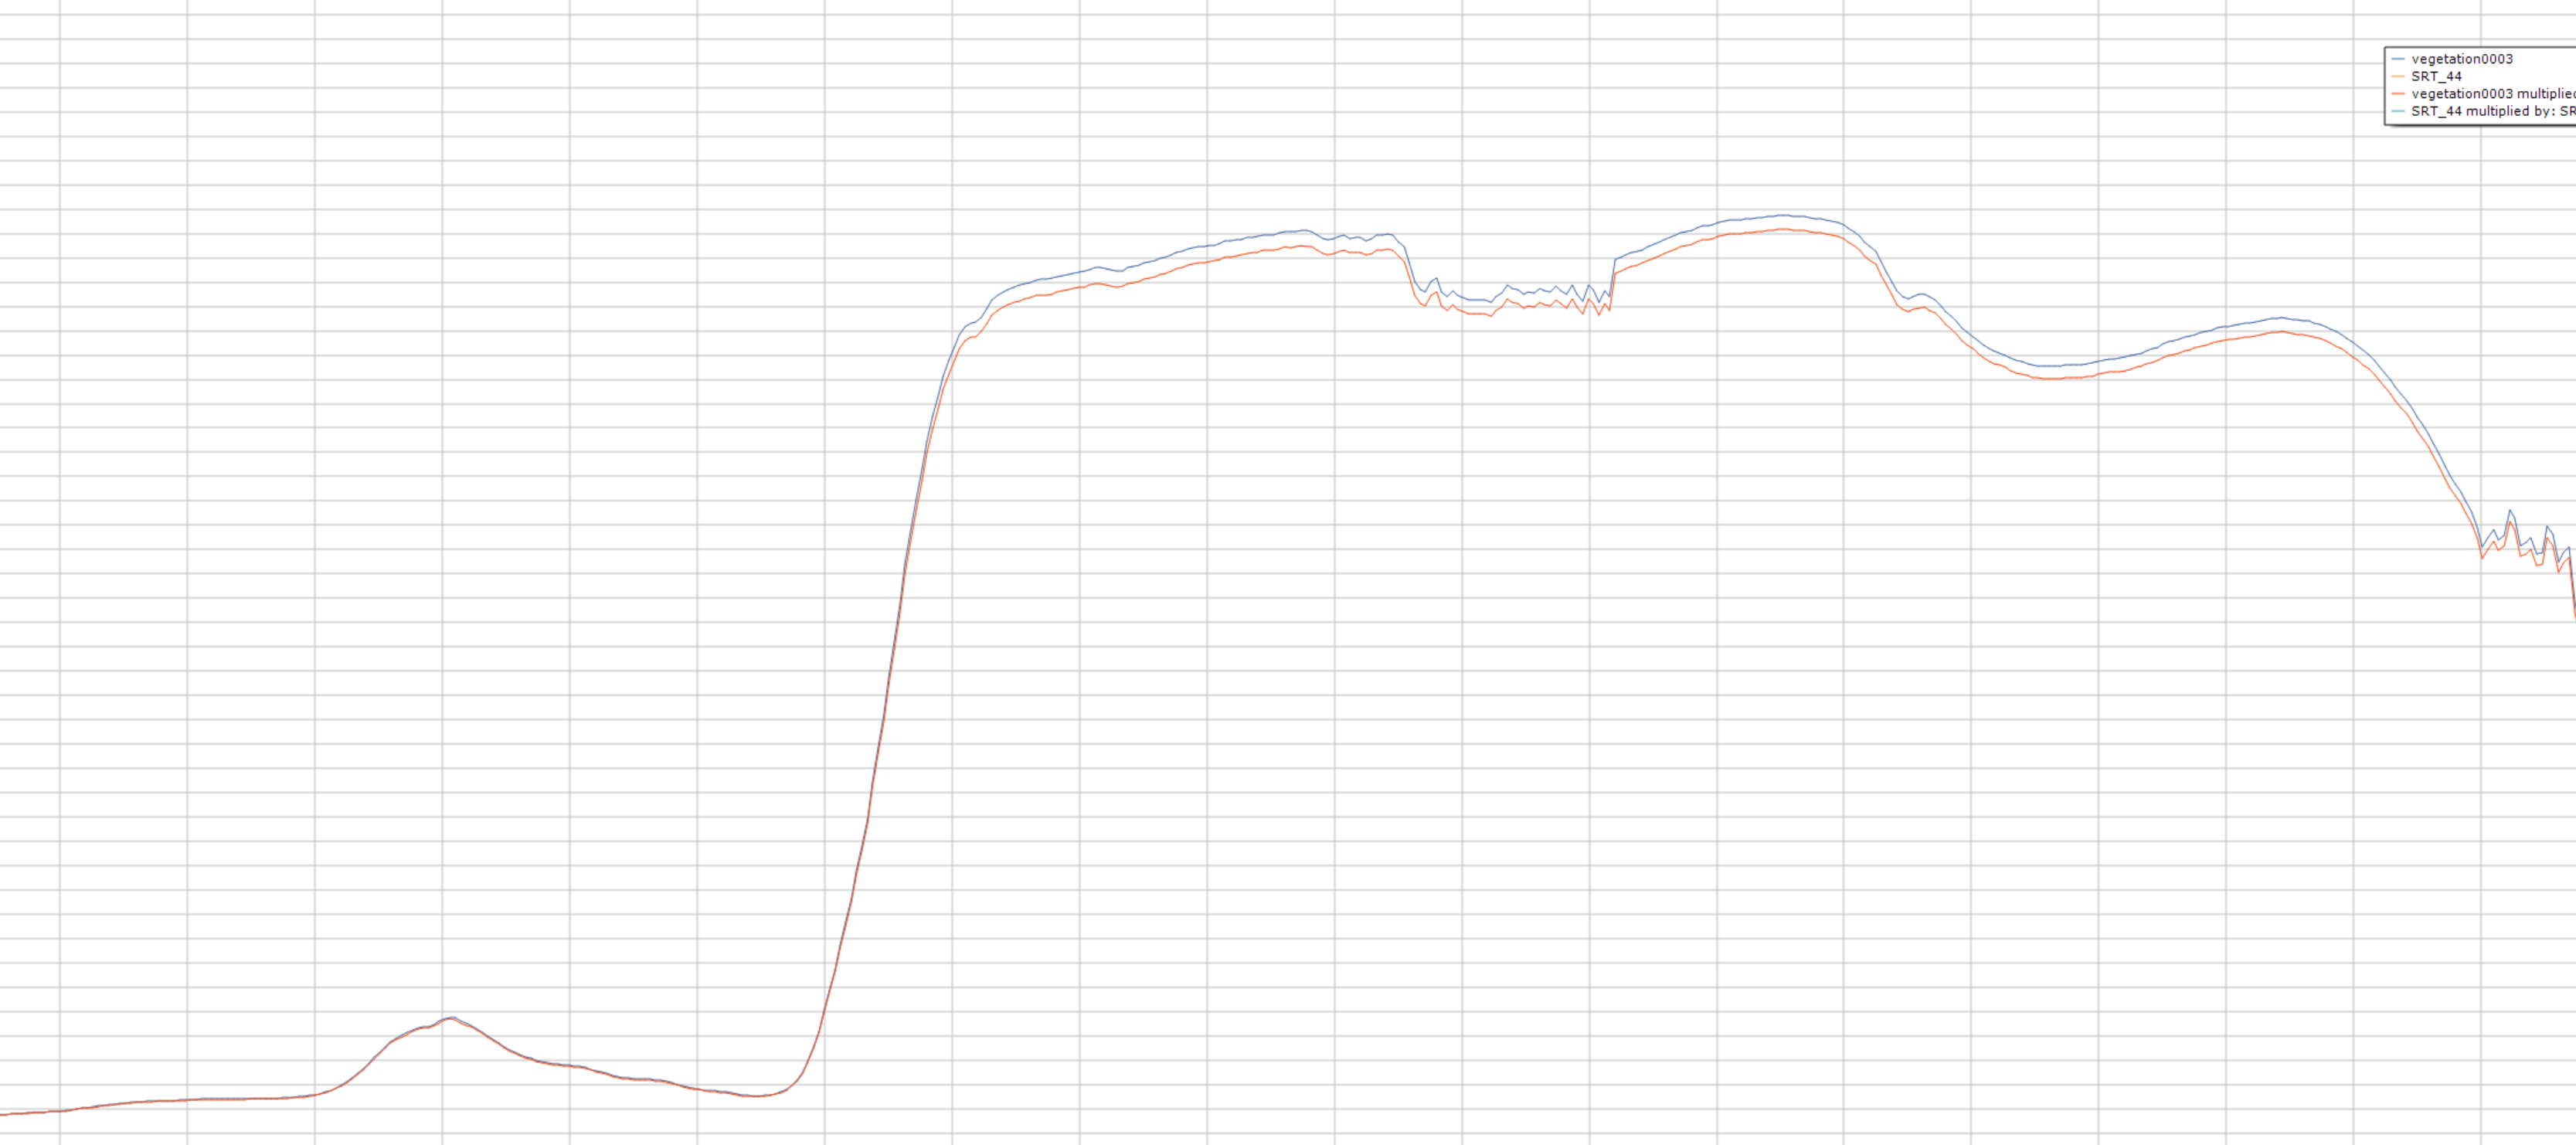 vegetation0003
SRT_44
vegetation0003 multiplied
SRT_44 multiplied by: SR